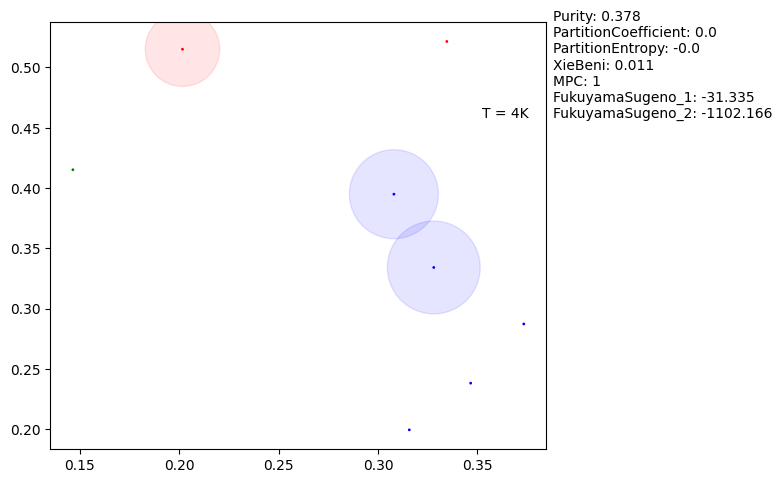 Purity: 0.378
PartitionCoefficient: 0.0
PartitionEntropy: -0.0
XieBeni: 0.011
MPC: 1
FukuyamaSugeno_1: -31.335
FukuyamaSugeno_2: -1102.166
T = 4K
0.50
0.45
0.40
0.35
0.30
0.25
0.20
0.15 0.20 0.25 0.30 0.35